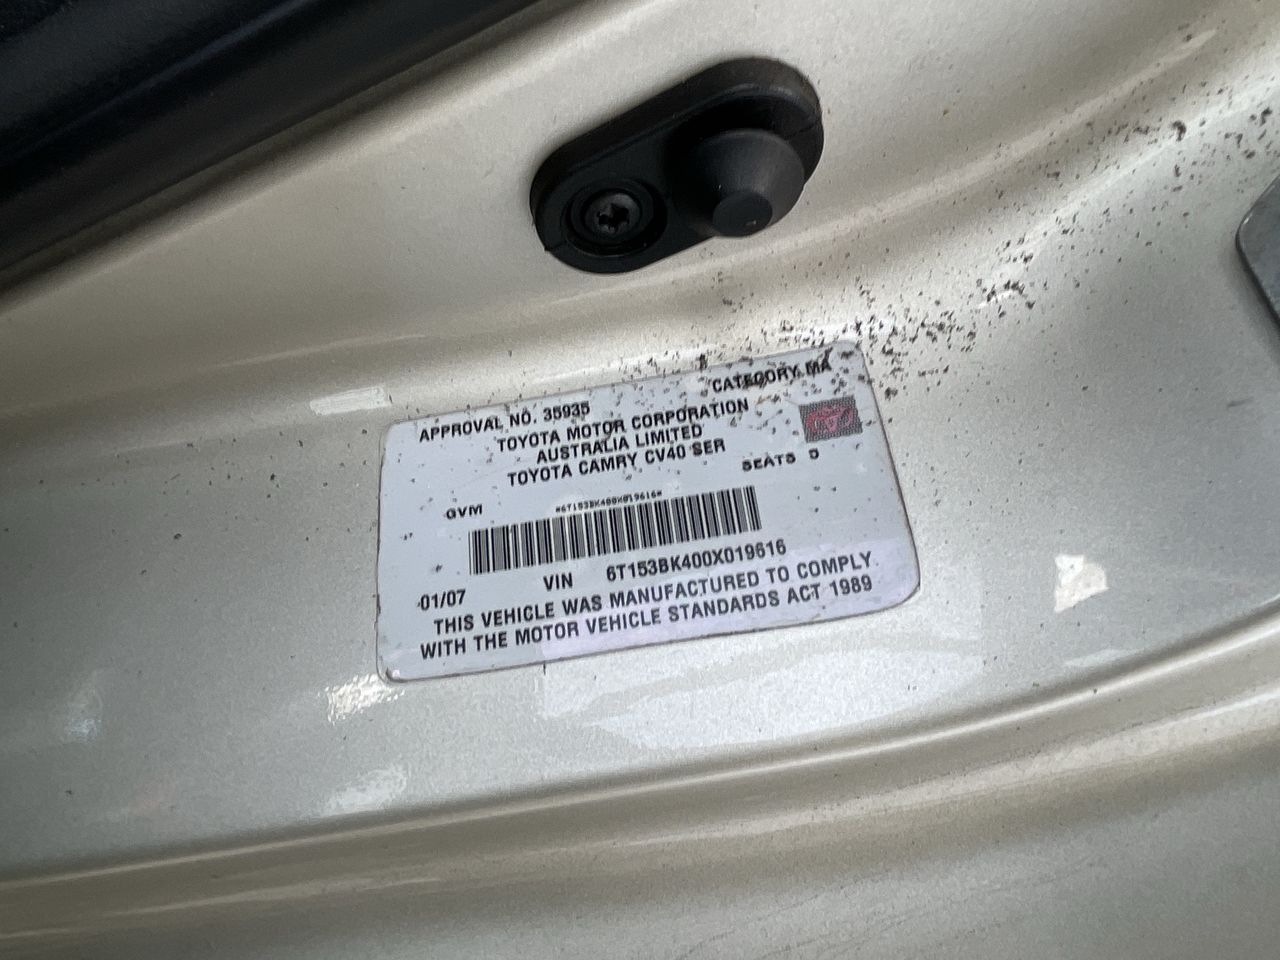 APPROVAL NO. 35935 CATEGORY MA
TOYOTA MOTOR CORPORATION
AUSTRALIA LIMITED
TOYOTA CAMRY CV40 SER
SEATS 5
GVM
*6T153BK400X019616*
VIN 6T153BK400X019616
01/07
THIS VEHICLE WAS MANUFACTURED TO COMPLY
WITH THE MOTOR VEHICLE STANDARDS ACT 1989